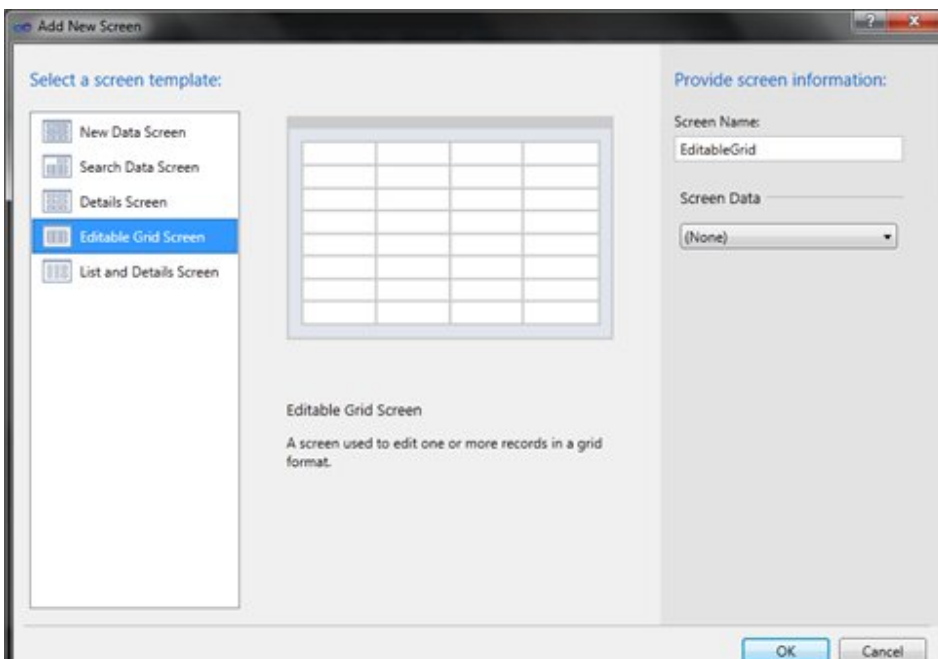 Add New Screen
Select a screen template:
New Data Screen
Search Data Screen
Details Screen
Editable Grid Screen
List and Details Screen
Editable Grid Screen
A screen used to edit one or more records in a grid
format.
Provide screen information:
Screen Name:
EditableGrid
Screen Data
(None)
OK
Cancel